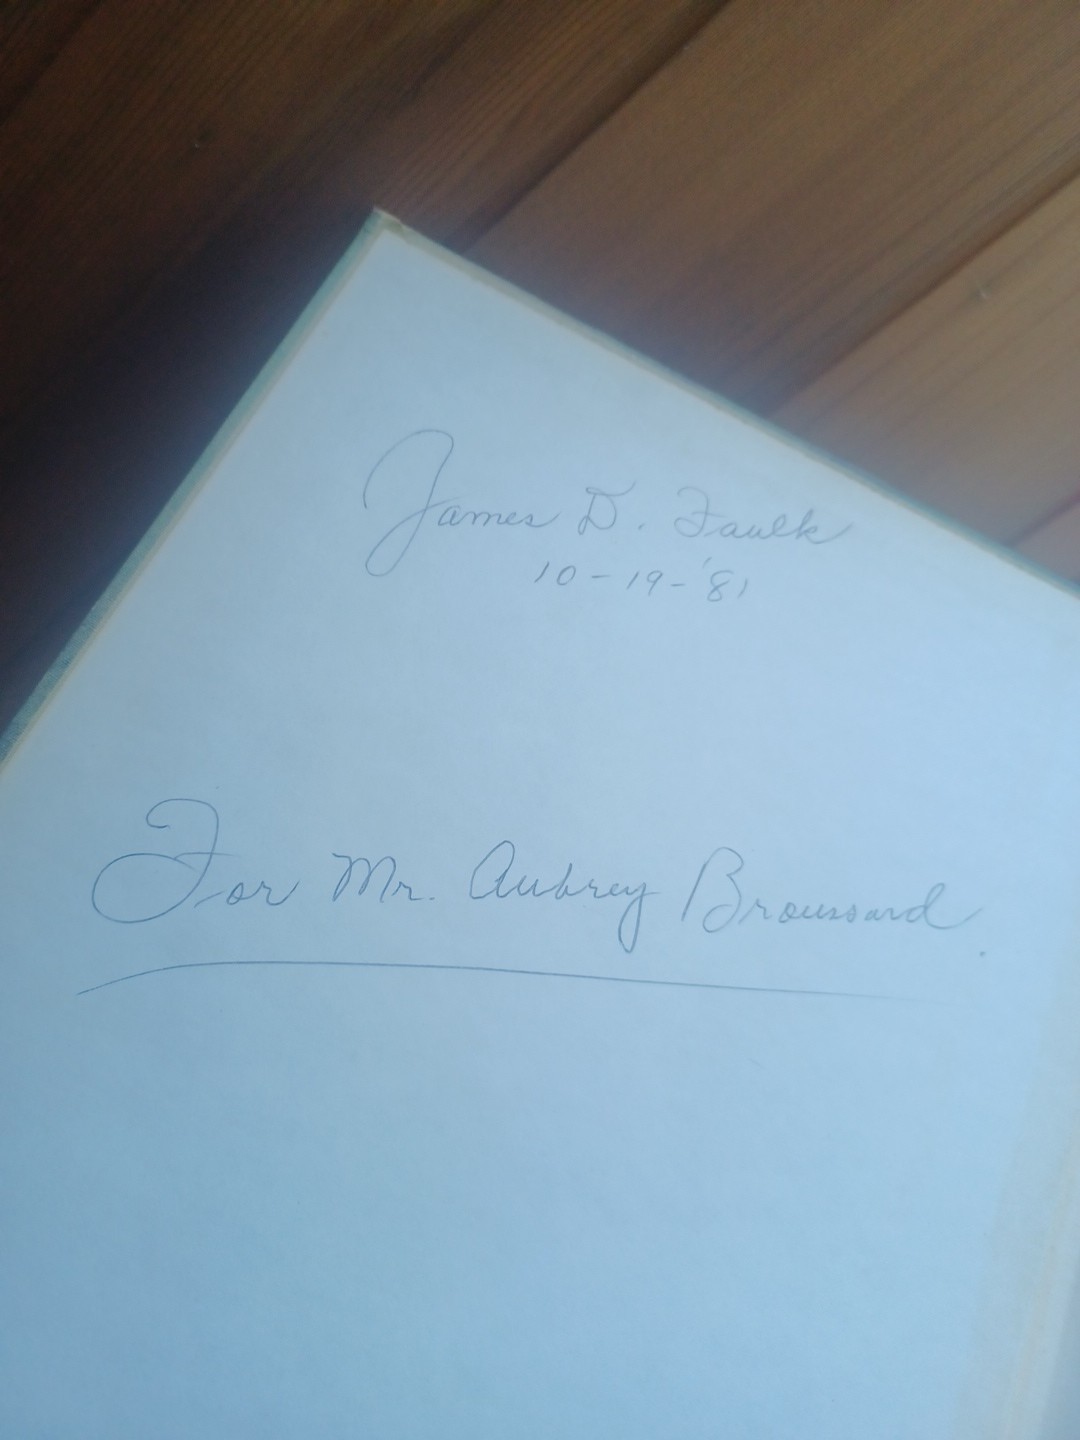 James D. Faulk
10-19-'81
For Mr. Aubrey Broussard.